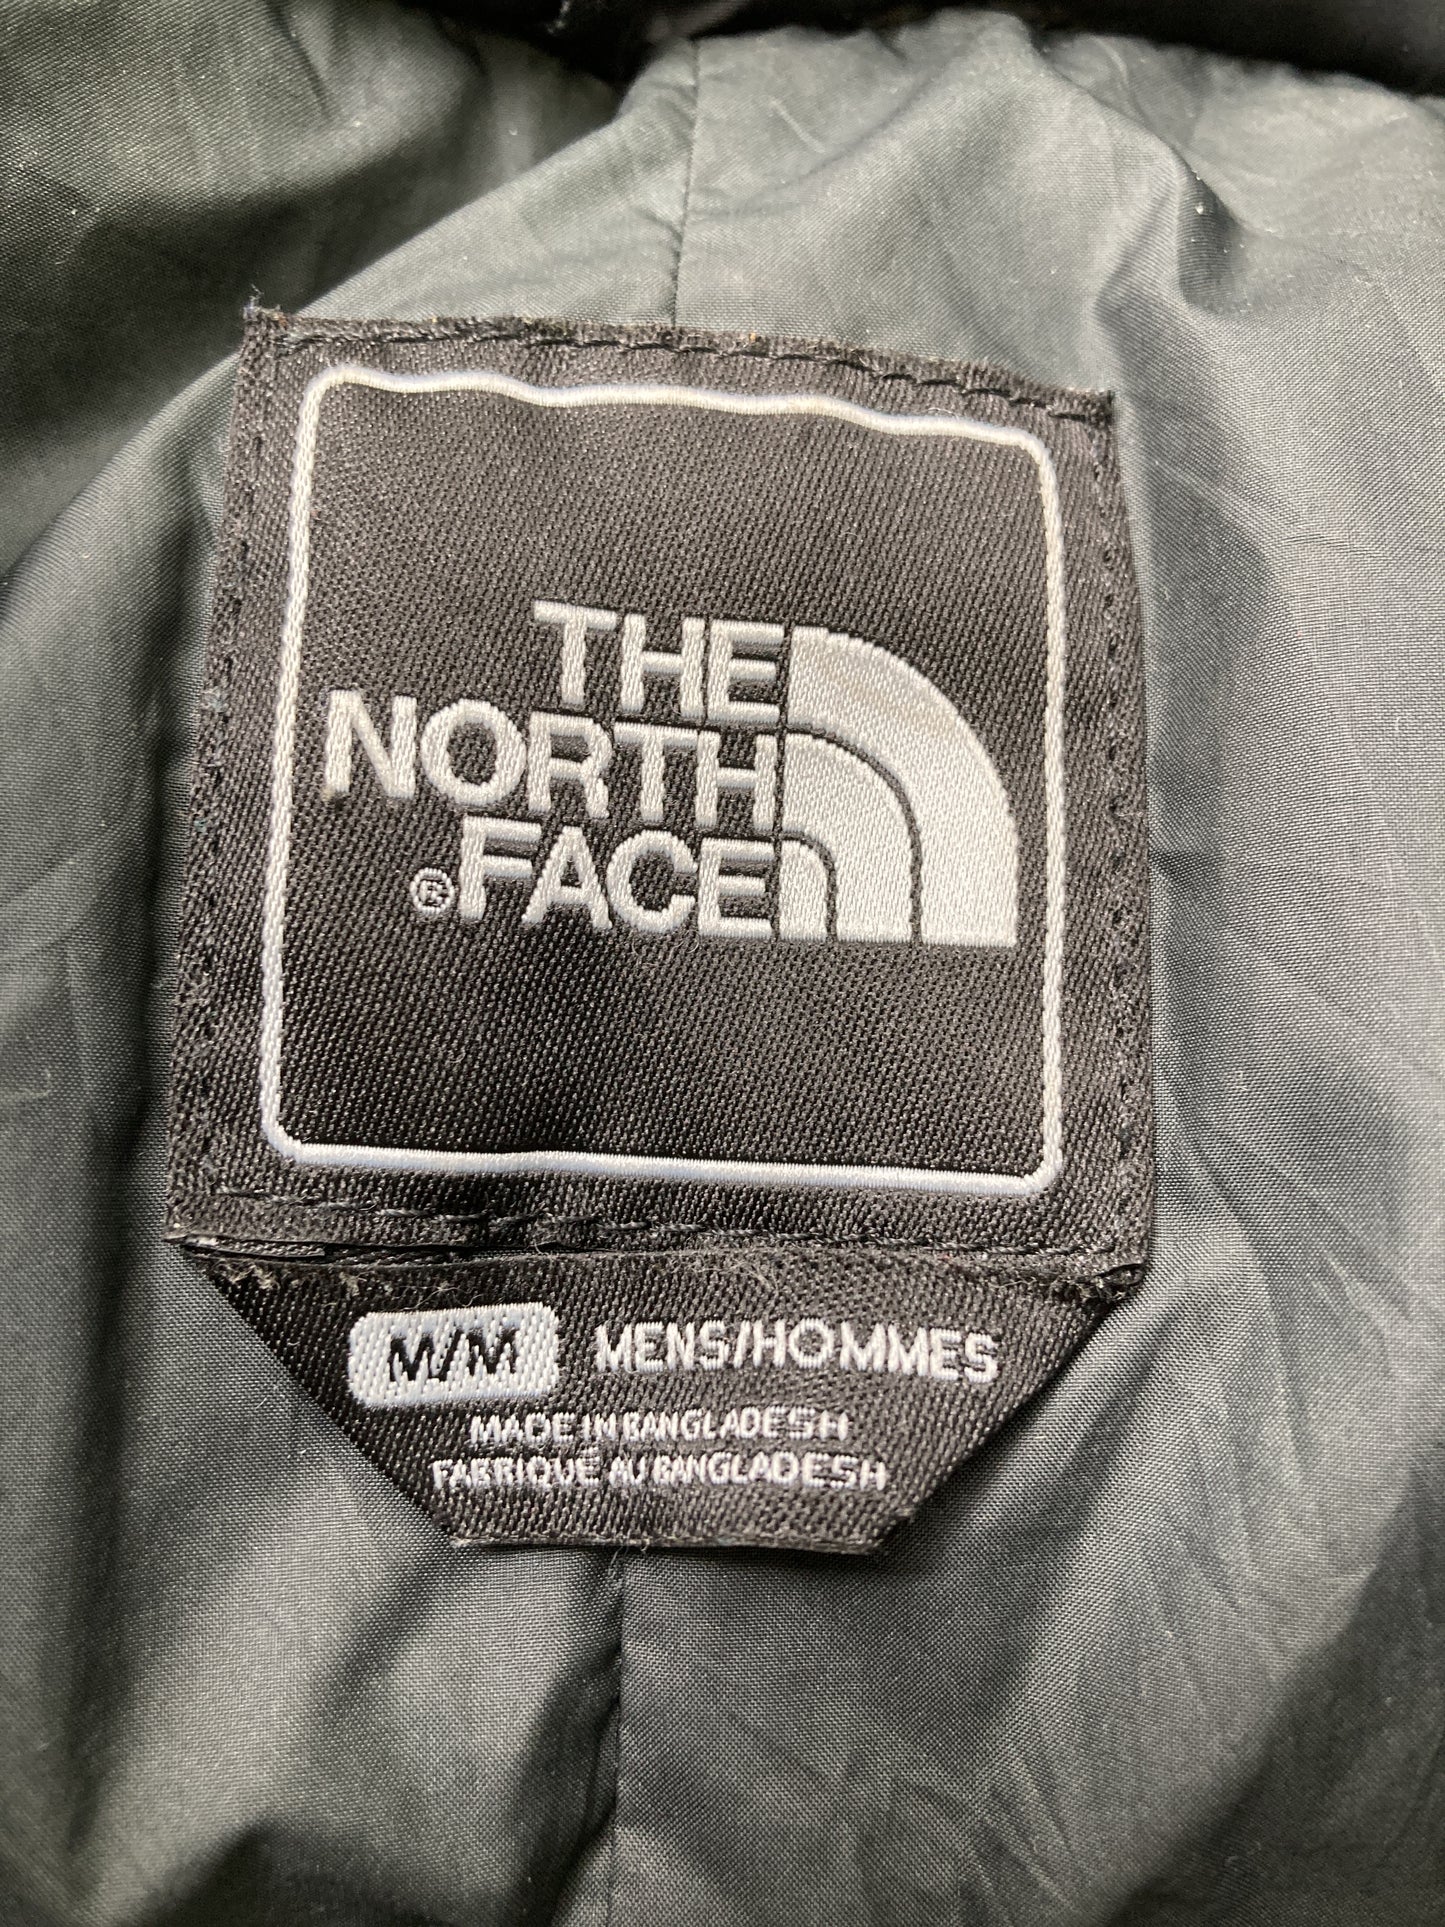 THE
NORTH
®FACE
M/M MENS/HOMMES
MADE IN BANGLADESH
FABRIQUÉ AU BANGLADESH